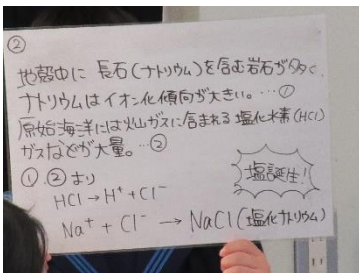 ②
地殻中に長石(ナトリウム)を含む岩石が多く、
ナトリウムはイオン化傾向が大きい。…①
原始海洋には火山ガスに含まれる塩化水素(HCl)
ガスなどが大量。…②
①、②より
HCl→H⁺+Cl⁻
塩誕生!
Na⁺ + Cl⁻ → NaCl(塩化ナトリウム)